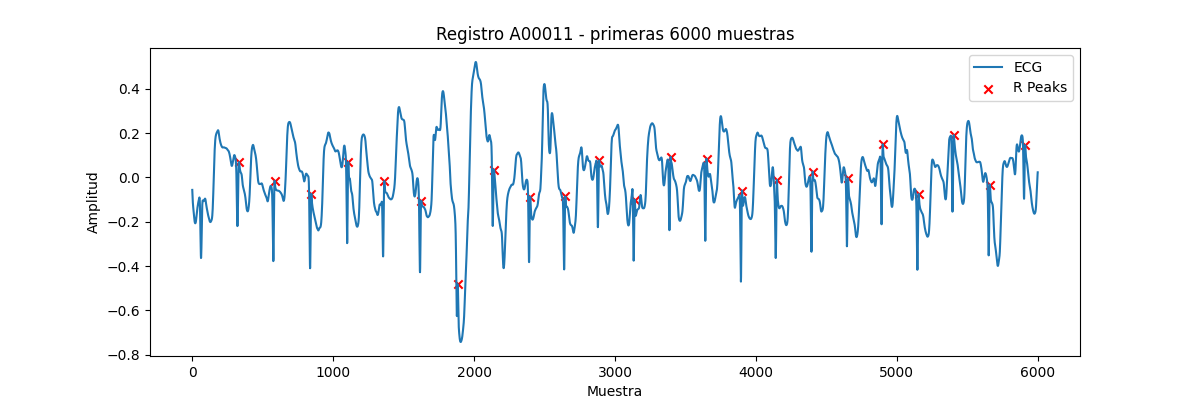 Registro A00011 - primeras 6000 muestras
ECG
R Peaks
Amplitud
0.4
0.2
0.0
−0.2
−0.4
−0.6
−0.8
0
1000
2000
3000
4000
5000
6000
Muestra